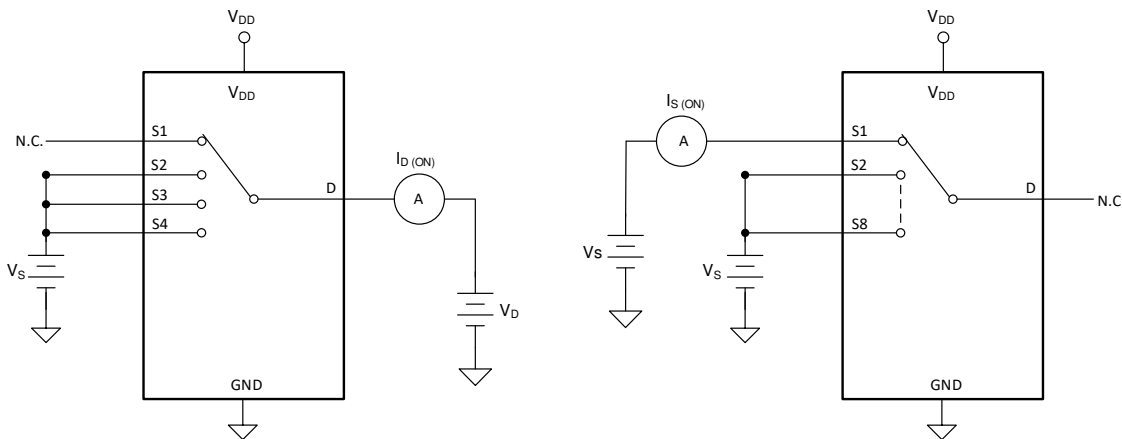 VDD
VDD
N.C.
S1
S2
S3
S4
D
ID (ON)
A
VS
VD
GND
VDD
VDD
IS (ON)
A
S1
S2
S8
D
N.C
VS
VS
GND